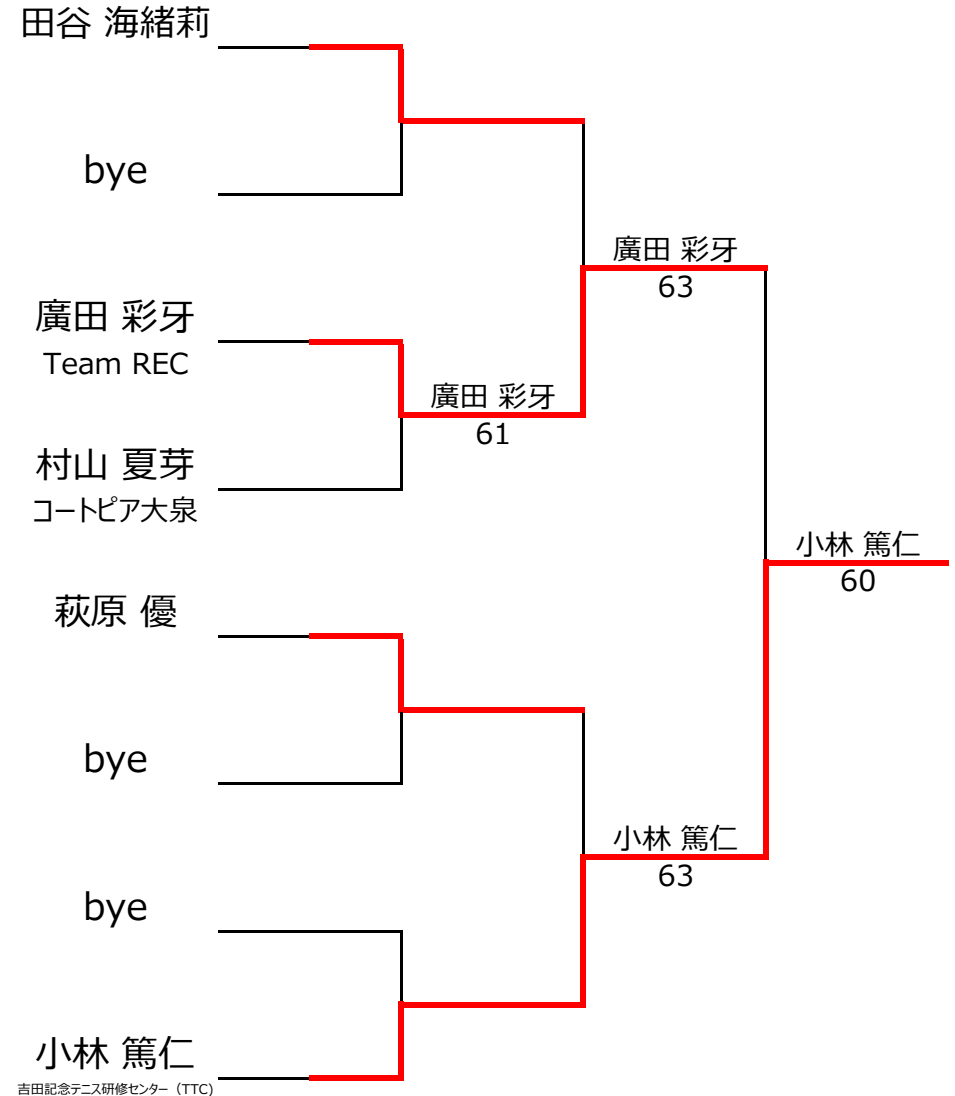 田谷 海緒莉
bye
廣田 彩牙
63
廣田 彩牙
Team REC
廣田 彩牙
61
村山 夏芽
コートピア大泉
小林 篤仁
60
萩原 優
bye
小林 篤仁
63
bye
小林 篤仁
吉田記念テニス研修センター（TTC)